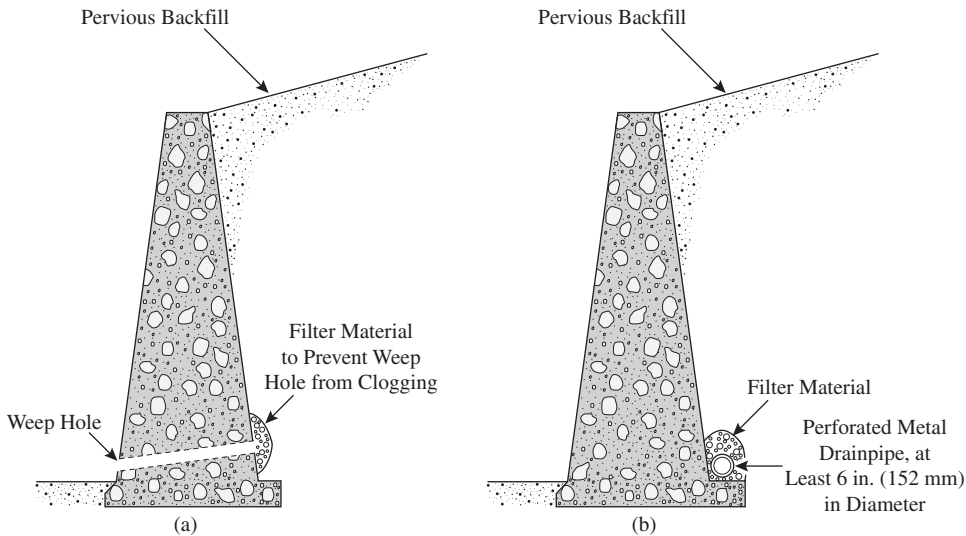 Pervious Backfill
Filter Material
to Prevent Weep
Hole from Clogging
Weep Hole
(a)
Pervious Backfill
Filter Material
Perforated Metal
Drainpipe, at
Least 6 in. (152 mm)
in Diameter
(b)